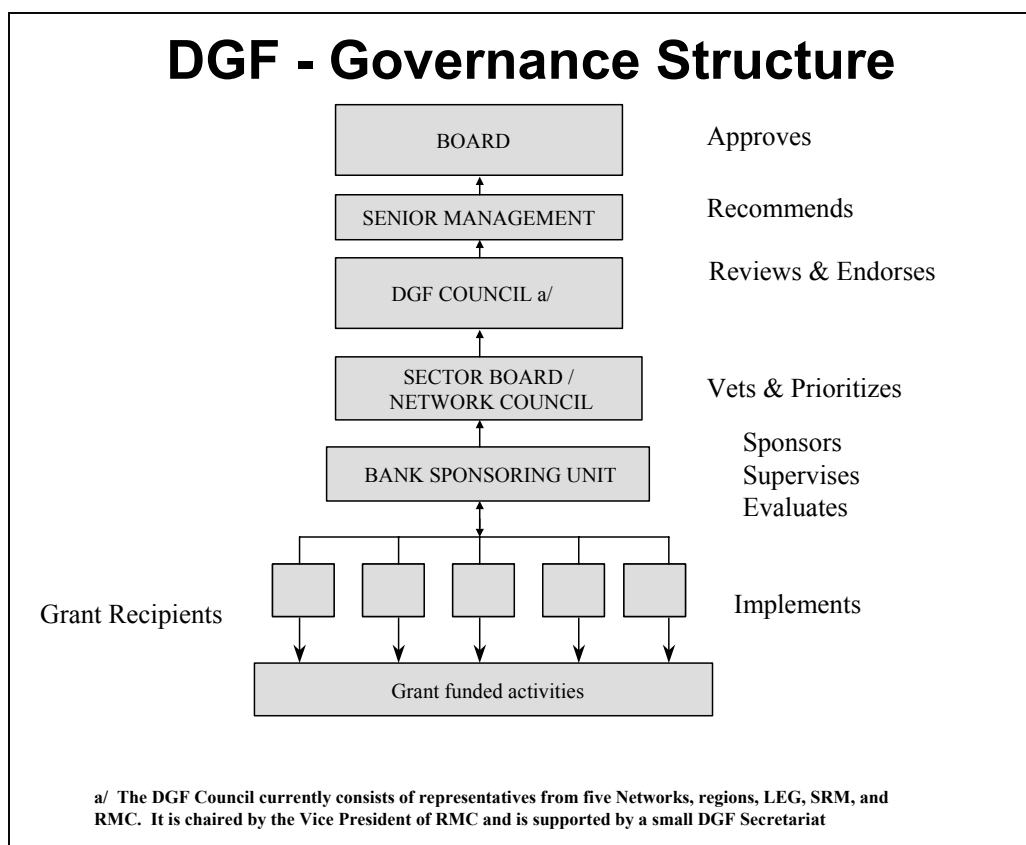 DGF - Governance Structure
BOARD
Approves
SENIOR MANAGEMENT
Recommends
DGF COUNCIL a/
Reviews & Endorses
SECTOR BOARD /
NETWORK COUNCIL
Vets & Prioritizes
BANK SPONSORING UNIT
Sponsors
Supervises
Evaluates
Grant Recipients
Implements
Grant funded activities
a/ The DGF Council currently consists of representatives from five Networks, regions, LEG, SRM, and
RMC. It is chaired by the Vice President of RMC and is supported by a small DGF Secretariat